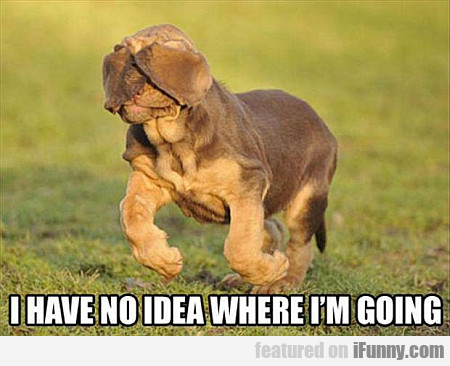 I HAVE NO IDEA WHERE I'M GOING
featured on iFunny.com